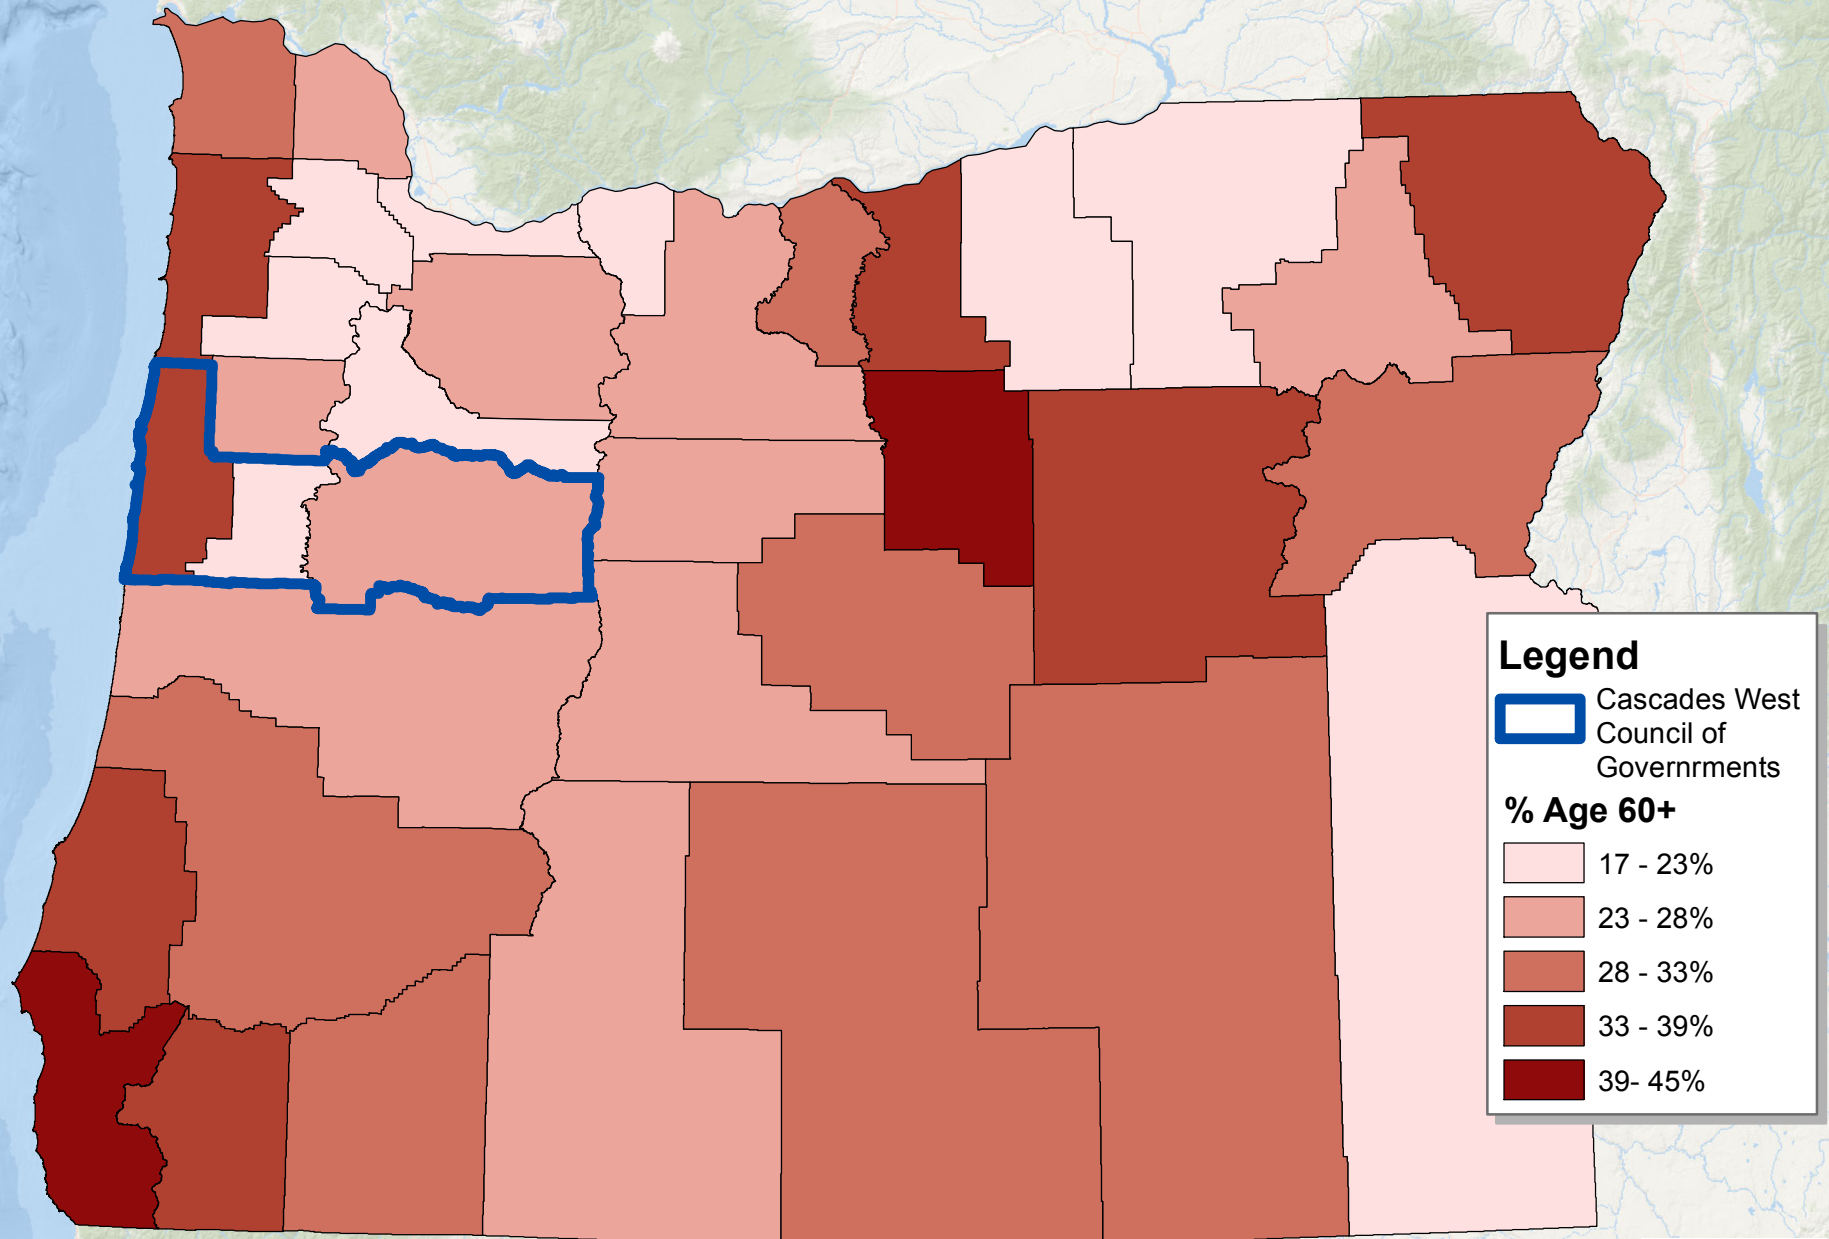 Legend
Cascades West
Council of
Governrments
% Age 60+
17 - 23%
23 - 28%
28 - 33%
33 - 39%
39- 45%